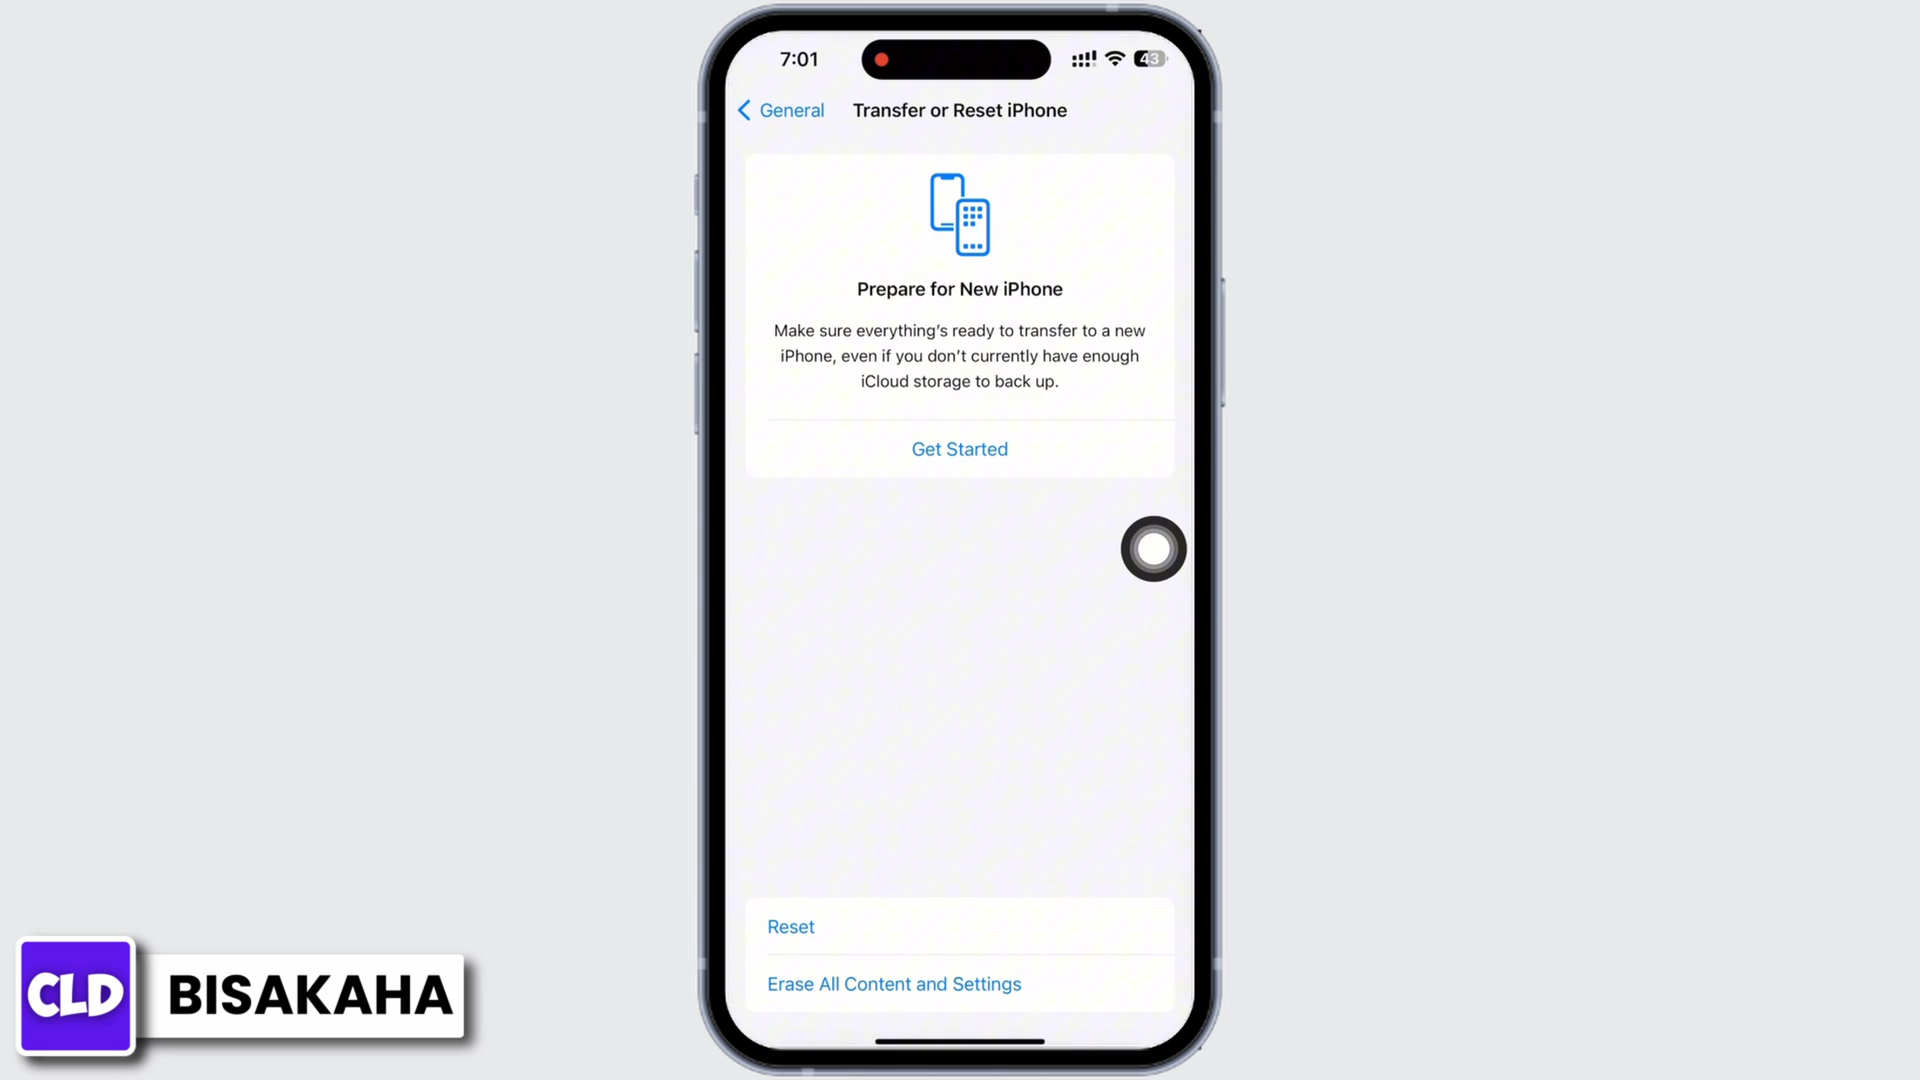 7:01
43
General
Transfer or Reset iPhone
Prepare for New iPhone
Make sure everything's ready to transfer to a new
iPhone, even if you don't currently have enough
iCloud storage to back up.
Get Started
Reset
Erase All Content and Settings
CLD
BISAKAHA